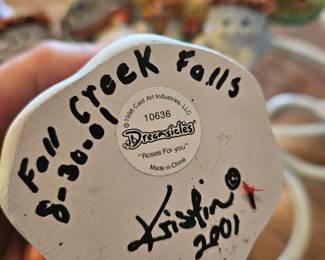 Fall Creek Falls
8-30-01
© 1998 Cast Art Industries, LLC
10636
Dreamsicles
"Roses For you"
Made in China
Kristin
2001